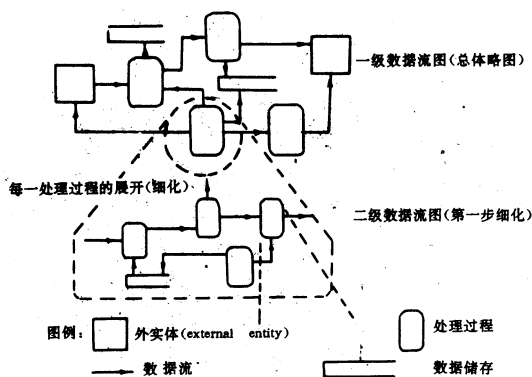 一级数据流图(总体略图)
每一处理过程的展开(细化)
二级数据流图(第一步细化)
图例: 外实体(external entity) 处理过程
数据流 数据储存